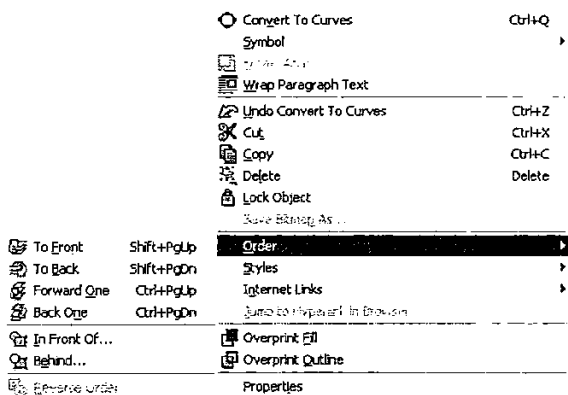 Convert To Curves Ctrl+Q
Symbol
Wrap Paragraph Text
Undo Convert To Curves Ctrl+Z
Cut Ctrl+X
Copy Ctrl+C
Delete Delete
Lock Object
Save Bitmap As...
Order
Styles
Internet Links
Jump to Hyperlink In Browser
Overprint Fill
Overprint Outline
Properties
To Front Shift+PgUp
To Back Shift+PgDn
Forward One Ctrl+PgUp
Back One Ctrl+PgDn
In Front Of...
Behind...
Reverse Order